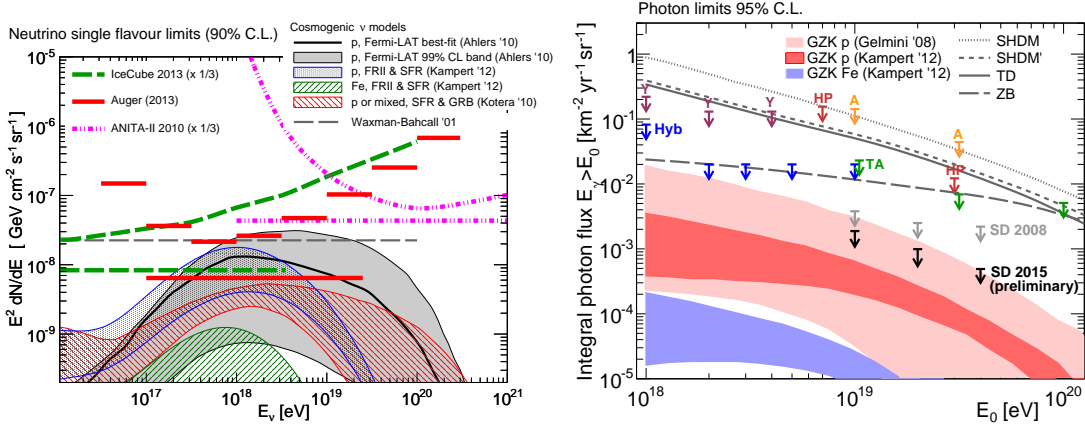 Neutrino single flavour limits (90% C.L.)
E² dN/dE [ GeV cm⁻² s⁻¹ sr⁻¹ ]
10⁻⁵
10⁻⁶
10⁻⁷
10⁻⁸
10⁻⁹
IceCube 2013 (x 1/3)
Auger (2013)
ANITA-II 2010 (x 1/3)
Cosmogenic ν models
p, Fermi-LAT best-fit (Ahlers '10)
p, Fermi-LAT 99% CL band (Ahlers '10)
p, FRII & SFR (Kampert '12)
Fe, FRII & SFR (Kampert '12)
p or mixed, SFR & GRB (Kotera '10)
Waxman-Bahcall '01
10¹⁷
10¹⁸
10¹⁹
10²⁰
10²¹
Eν [eV]
Photon limits 95% C.L.
Integral photon flux Eγ>E₀ [km⁻² yr⁻¹ sr⁻¹]
1
10⁻¹
10⁻²
10⁻³
10⁻⁴
10⁻⁵
GZK p (Gelmini '08)
GZK p (Kampert '12)
GZK Fe (Kampert '12)
SHDM
SHDM'
TD
ZB
Y
Y
Y
HP
A
A
Hyb
TA
HP
SD 2008
SD 2015
(preliminary)
10¹⁸
10¹⁹
10²⁰
E₀ [eV]